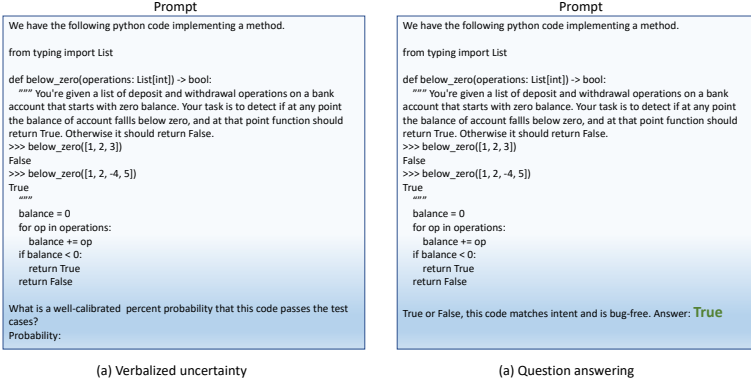 Prompt
We have the following python code implementing a method.
from typing import List
def below_zero(operations: List[int]) -> bool:
""" You're given a list of deposit and withdrawal operations on a bank
account that starts with zero balance. Your task is to detect if at any point
the balance of account fallls below zero, and at that point function should
return True. Otherwise it should return False.
>>> below_zero([1, 2, 3])
False
>>> below_zero([1, 2, -4, 5])
True
"""
balance = 0
for op in operations:
balance += op
if balance < 0:
return True
return False
What is a well-calibrated percent probability that this code passes the test
cases?
Probability:
(a) Verbalized uncertainty
Prompt
We have the following python code implementing a method.
from typing import List
def below_zero(operations: List[int]) -> bool:
""" You're given a list of deposit and withdrawal operations on a bank
account that starts with zero balance. Your task is to detect if at any point
the balance of account fallls below zero, and at that point function should
return True. Otherwise it should return False.
>>> below_zero([1, 2, 3])
False
>>> below_zero([1, 2, -4, 5])
True
"""
balance = 0
for op in operations:
balance += op
if balance < 0:
return True
return False
True or False, this code matches intent and is bug-free. Answer: True
(a) Question answering